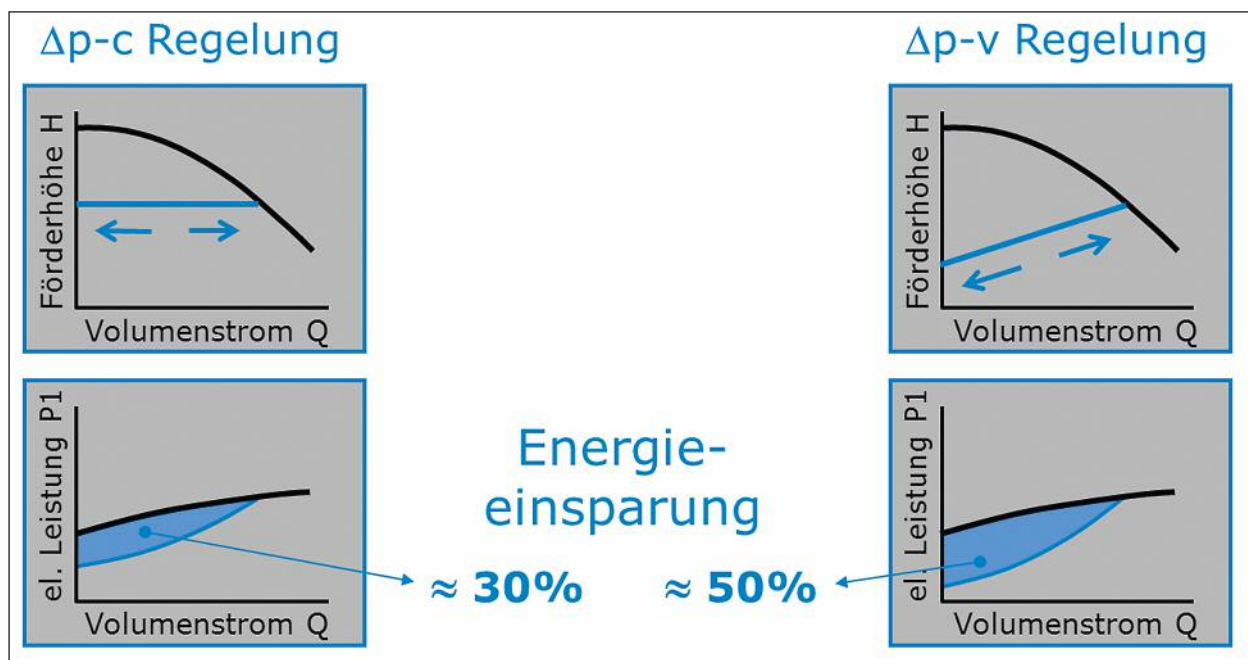 Δp-c Regelung
Δp-v Regelung
Förderhöhe H
Volumenstrom Q
Förderhöhe H
Volumenstrom Q
el. Leistung P1
Volumenstrom Q
Energie-
einsparung
≈ 30%
≈ 50%
el. Leistung P1
Volumenstrom Q